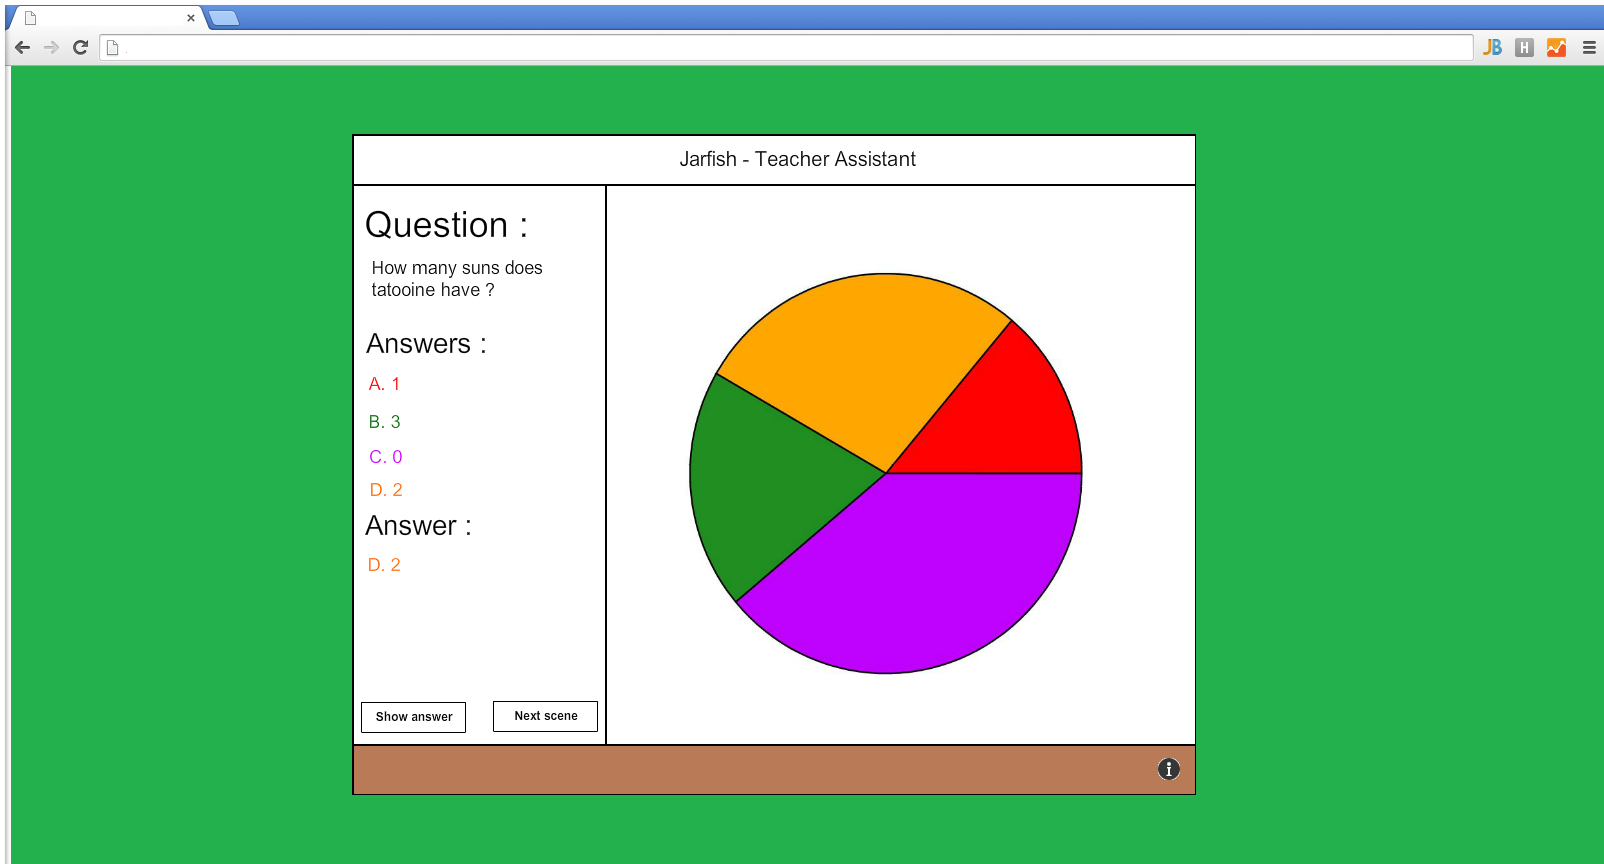 JB H
Jarfish - Teacher Assistant
Question :
How many suns does
tatooine have ?
Answers :
A. 1
B. 3
C. 0
D. 2
Answer :
D. 2
Show answer
Next scene
i